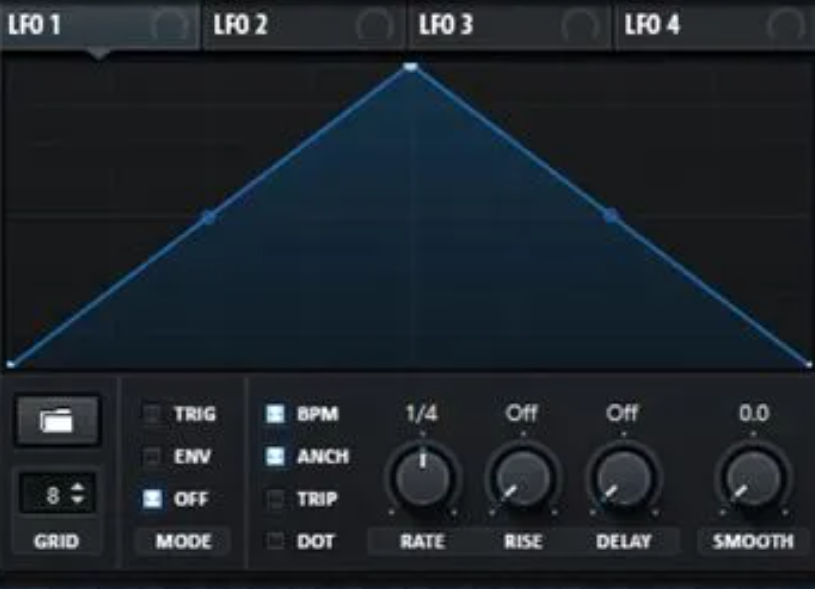 LFO 1 LFO 2 LFO 3 LFO 4
TRIG BPM 1/4 Off Off 0.0
ENV ANCH
8 OFF TRIP
GRID MODE DOT RATE RISE DELAY SMOOTH